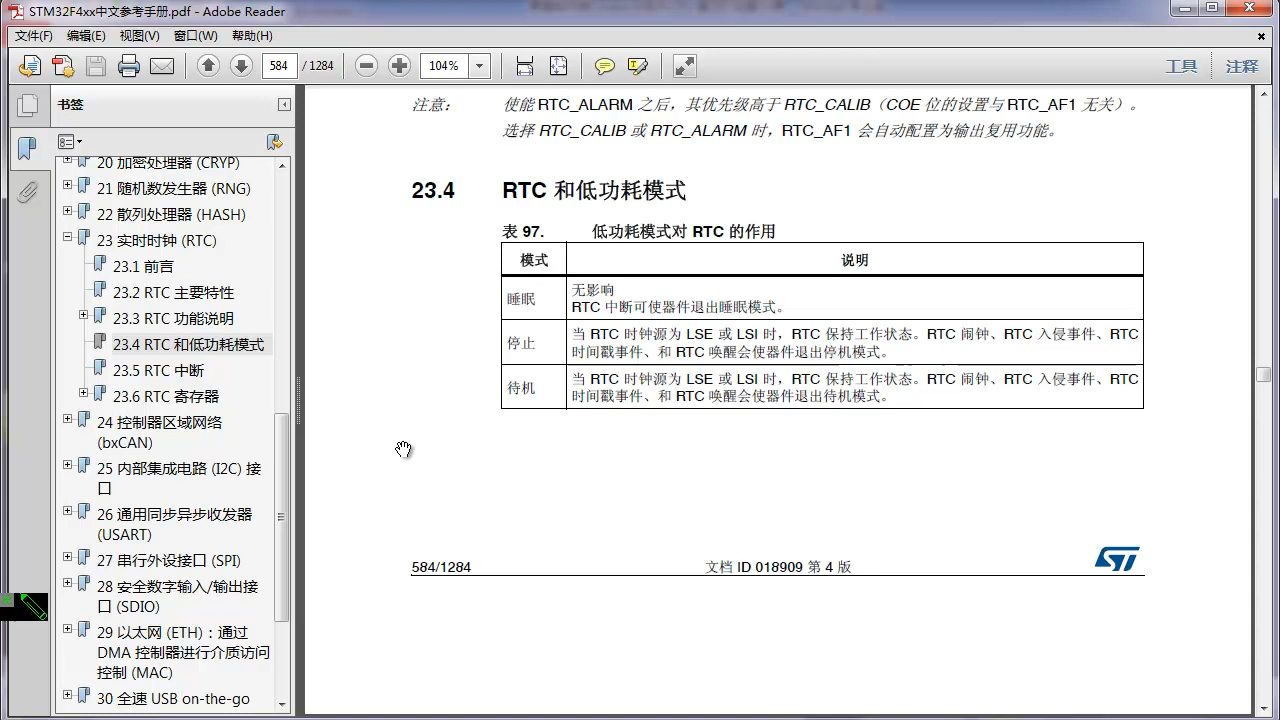 STM32F4xx中文参考手册.pdf - Adobe Reader
文件(F) 编辑(E) 视图(V) 窗口(W) 帮助(H)
584 / 1284 104% 工具 注释
书签
20 加密处理器 (CRYP)
21 随机数发生器 (RNG)
22 散列处理器 (HASH)
23 实时时钟 (RTC)
23.1 前言
23.2 RTC 主要特性
23.3 RTC 功能说明
23.4 RTC 和低功耗模式
23.5 RTC 中断
23.6 RTC 寄存器
24 控制器区域网络
(bxCAN)
25 内部集成电路 (I2C) 接
口
26 通用同步异步收发器
(USART)
27 串行外设接口 (SPI)
28 安全数字输入/输出接
口 (SDIO)
29 以太网 (ETH)：通过
DMA 控制器进行介质访问
控制 (MAC)
30 全速 USB on-the-go
注意： 使能 RTC_ALARM 之后，其优先级高于 RTC_CALIB（COE 位的设置与 RTC_AF1 无关）。
选择 RTC_CALIB 或 RTC_ALARM 时，RTC_AF1 会自动配置为输出复用功能。
23.4 RTC 和低功耗模式
表 97. 低功耗模式对 RTC 的作用
模式 说明
睡眠 无影响
RTC 中断可使器件退出睡眠模式。
停止 当 RTC 时钟源为 LSE 或 LSI 时，RTC 保持工作状态。RTC 闹钟、RTC 入侵事件、RTC
时间戳事件、和 RTC 唤醒会使器件退出停机模式。
待机 当 RTC 时钟源为 LSE 或 LSI 时，RTC 保持工作状态。RTC 闹钟、RTC 入侵事件、RTC
时间戳事件、和 RTC 唤醒会使器件退出待机模式。
584/1284 文档 ID 018909 第 4 版 ST